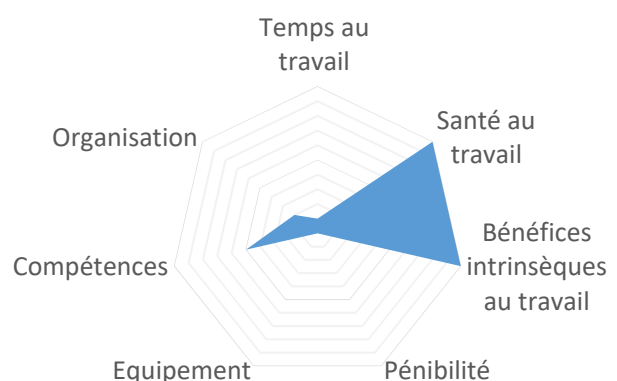 Temps au
travail
Santé au
travail
Organisation
Bénéfices
intrinsèques
au travail
Compétences
Equipement
Pénibilité